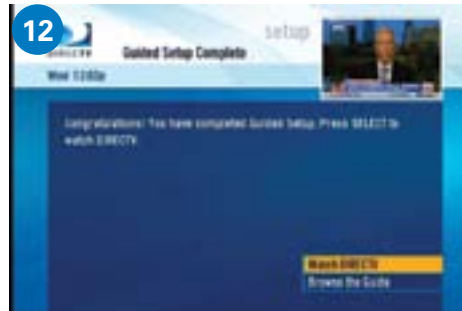 12
setup
DIRECTV
Guided Setup Complete
Wed 12:00p
Congratulations! You have completed Guided Setup. Press SELECT to
watch DIRECTV.
Watch DIRECTV
Browse the Guide